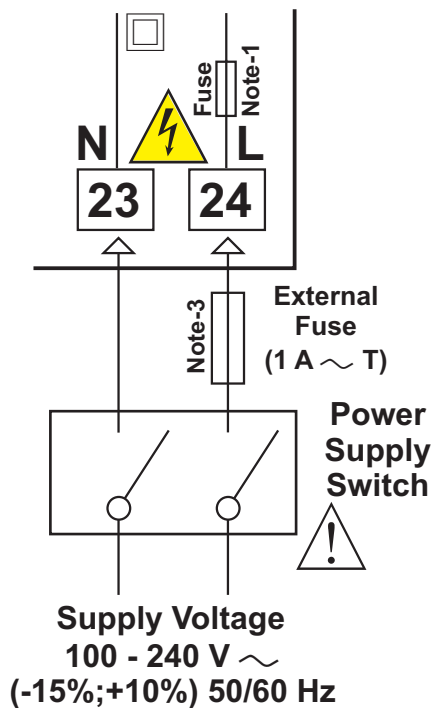 Fuse
Note-1
N L
23 24
Note-3
External
Fuse
(1 A ~ T)
Power
Supply
Switch
!
Supply Voltage
100 - 240 V ~
(-15%;+10%) 50/60 Hz